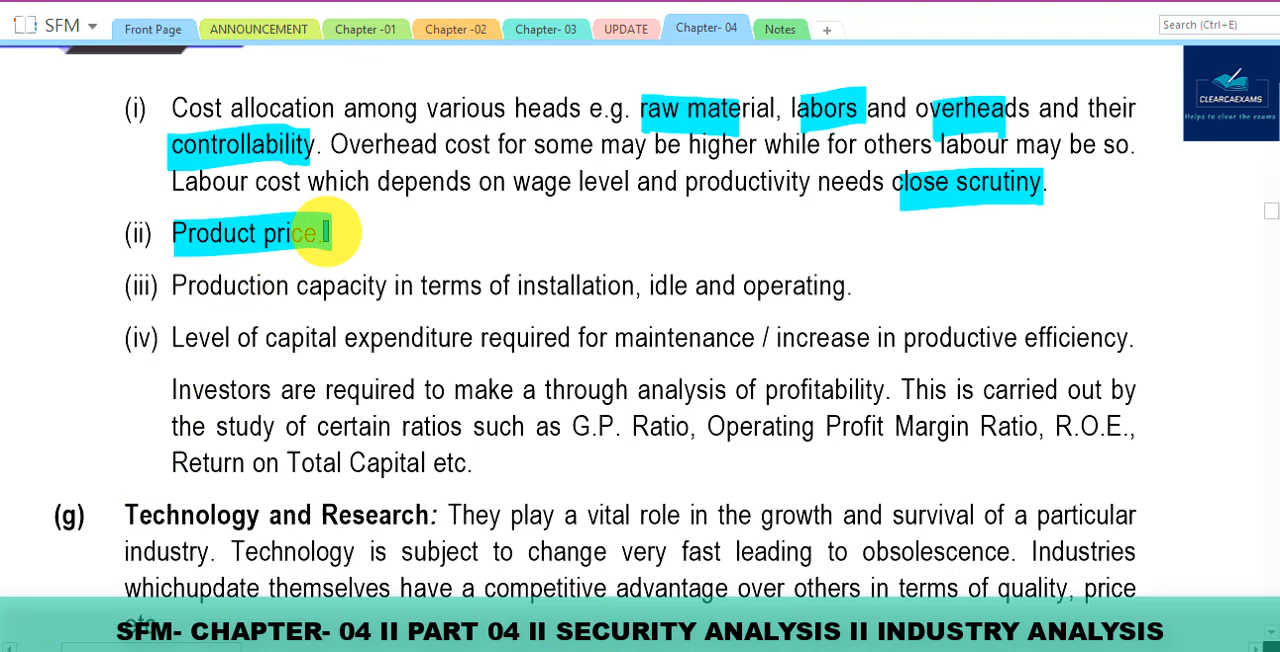 SFM
Front Page
ANNOUNCEMENT
Chapter -01
Chapter -02
Chapter- 03
UPDATE
Chapter- 04
Notes
+
Search (Ctrl+E)
CLEARCAEXAMS
Helps to clear the exams
(i) Cost allocation among various heads e.g. raw material, labors and overheads and their
controllability. Overhead cost for some may be higher while for others labour may be so.
Labour cost which depends on wage level and productivity needs close scrutiny.
(ii) Product price.
(iii) Production capacity in terms of installation, idle and operating.
(iv) Level of capital expenditure required for maintenance / increase in productive efficiency.
Investors are required to make a through analysis of profitability. This is carried out by
the study of certain ratios such as G.P. Ratio, Operating Profit Margin Ratio, R.O.E.,
Return on Total Capital etc.
(g) Technology and Research: They play a vital role in the growth and survival of a particular
industry. Technology is subject to change very fast leading to obsolescence. Industries
whichupdate themselves have a competitive advantage over others in terms of quality, price
etc.
SFM- CHAPTER- 04 II PART 04 II SECURITY ANALYSIS II INDUSTRY ANALYSIS